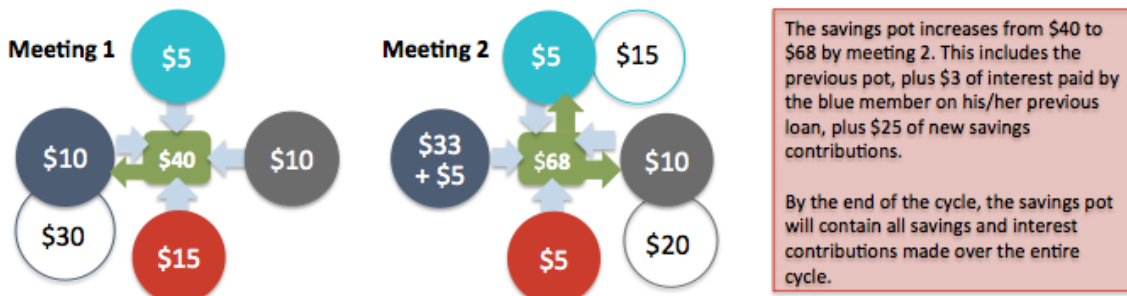 Meeting 1
$5
$10
$40
$10
$30
$15
Meeting 2
$5
$15
$33
+ $5
$68
$10
$5
$20
The savings pot increases from $40 to
$68 by meeting 2. This includes the
previous pot, plus $3 of interest paid by
the blue member on his/her previous
loan, plus $25 of new savings
contributions.
By the end of the cycle, the savings pot
will contain all savings and interest
contributions made over the entire
cycle.